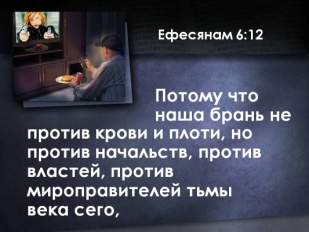 Ефесянам 6:12
Потому что
наша брань не
против крови и плоти, но
против начальств, против
властей, против
мироправителей тьмы
века сего,